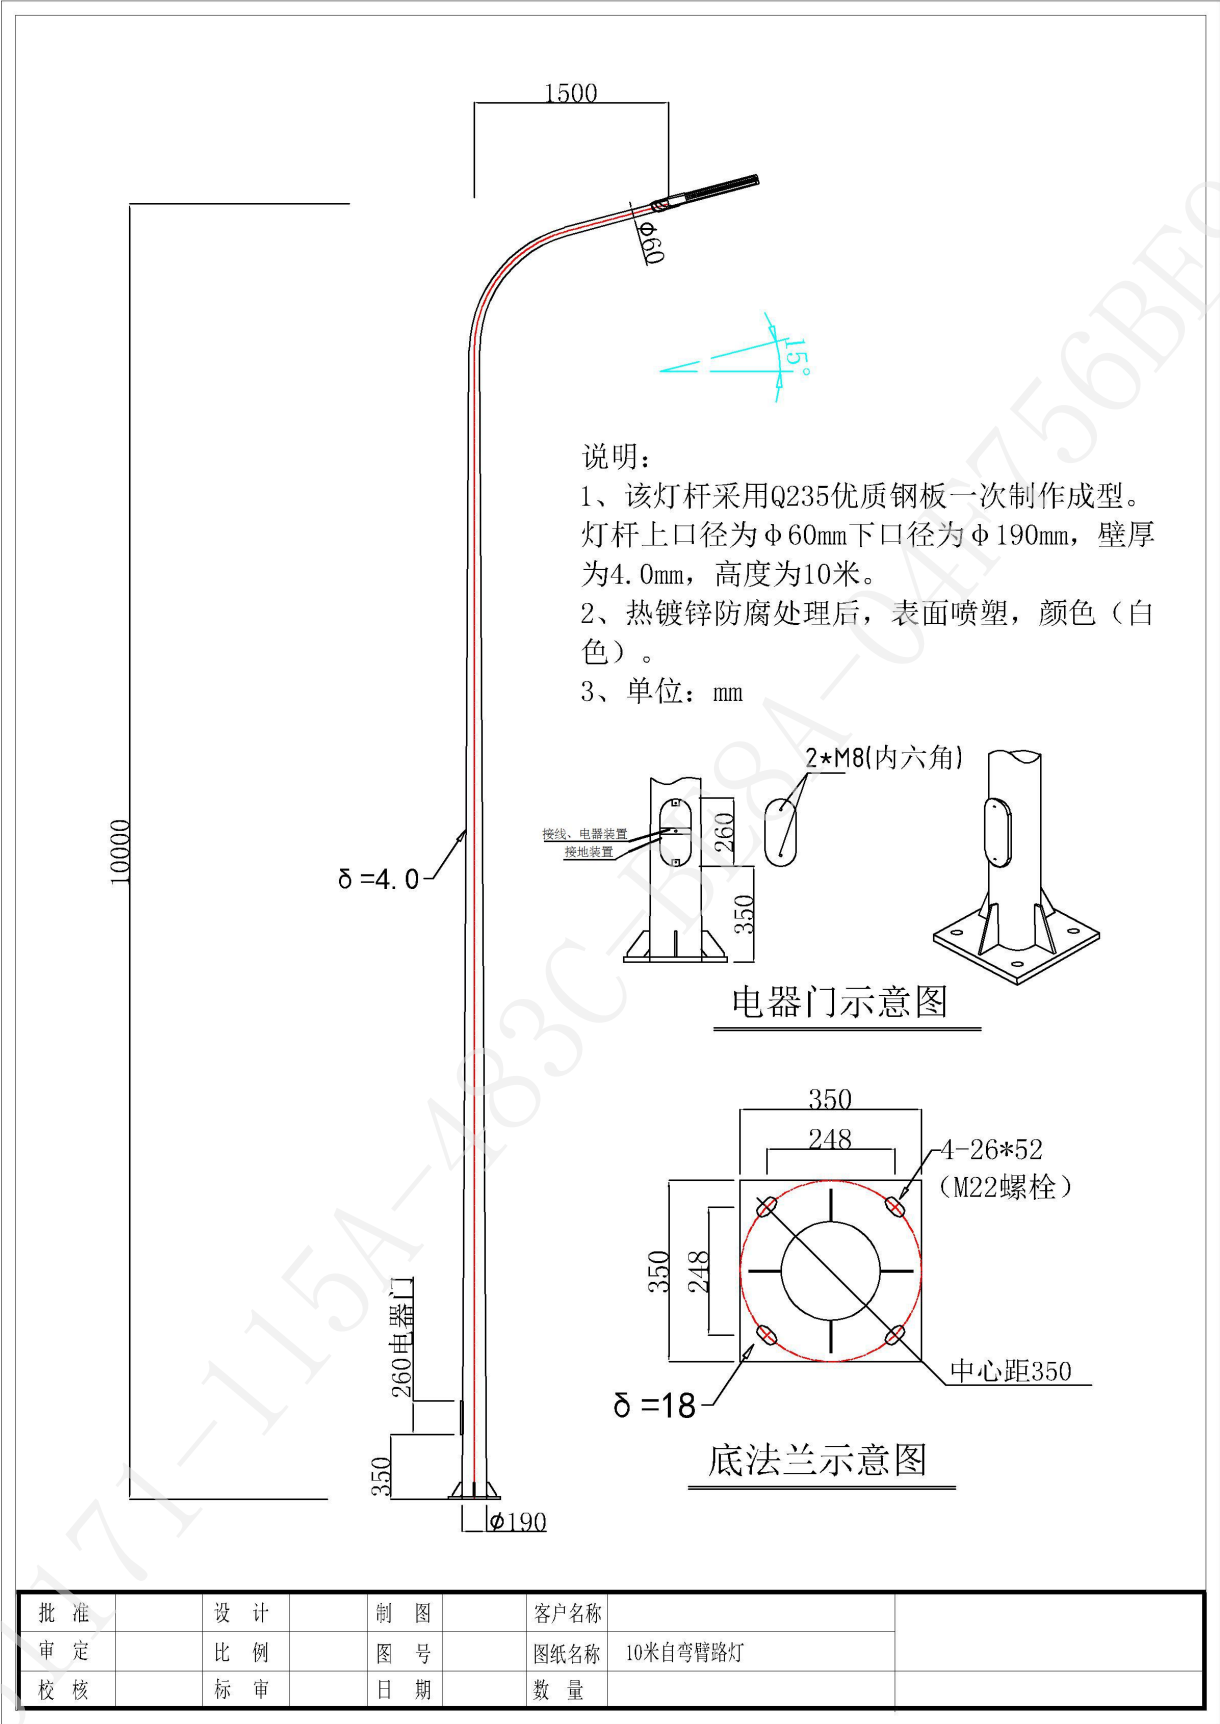 1500
φ60
15°
说明:
1、该灯杆采用Q235优质钢板一次制作成型。
灯杆上口径为φ60mm下口径为φ190mm, 壁厚
为4.0mm, 高度为10米。
2、热镀锌防腐处理后, 表面喷塑, 颜色（白
色）。
3、单位: mm
10000
δ=4.0
2*M8(内六角)
接线、电器装置
接地装置
260
350
电器门示意图
350
248
4-26*52
（M22螺栓）
350
248
中心距350
δ=18
底法兰示意图
260电器门
350
φ190
批 准 设 计 制 图 客户名称
审 定 比 例 图 号 图纸名称 10米自弯臂路灯
校 核 标 审 日 期 数 量
171-115A-483C-BE8A-04F756BE9